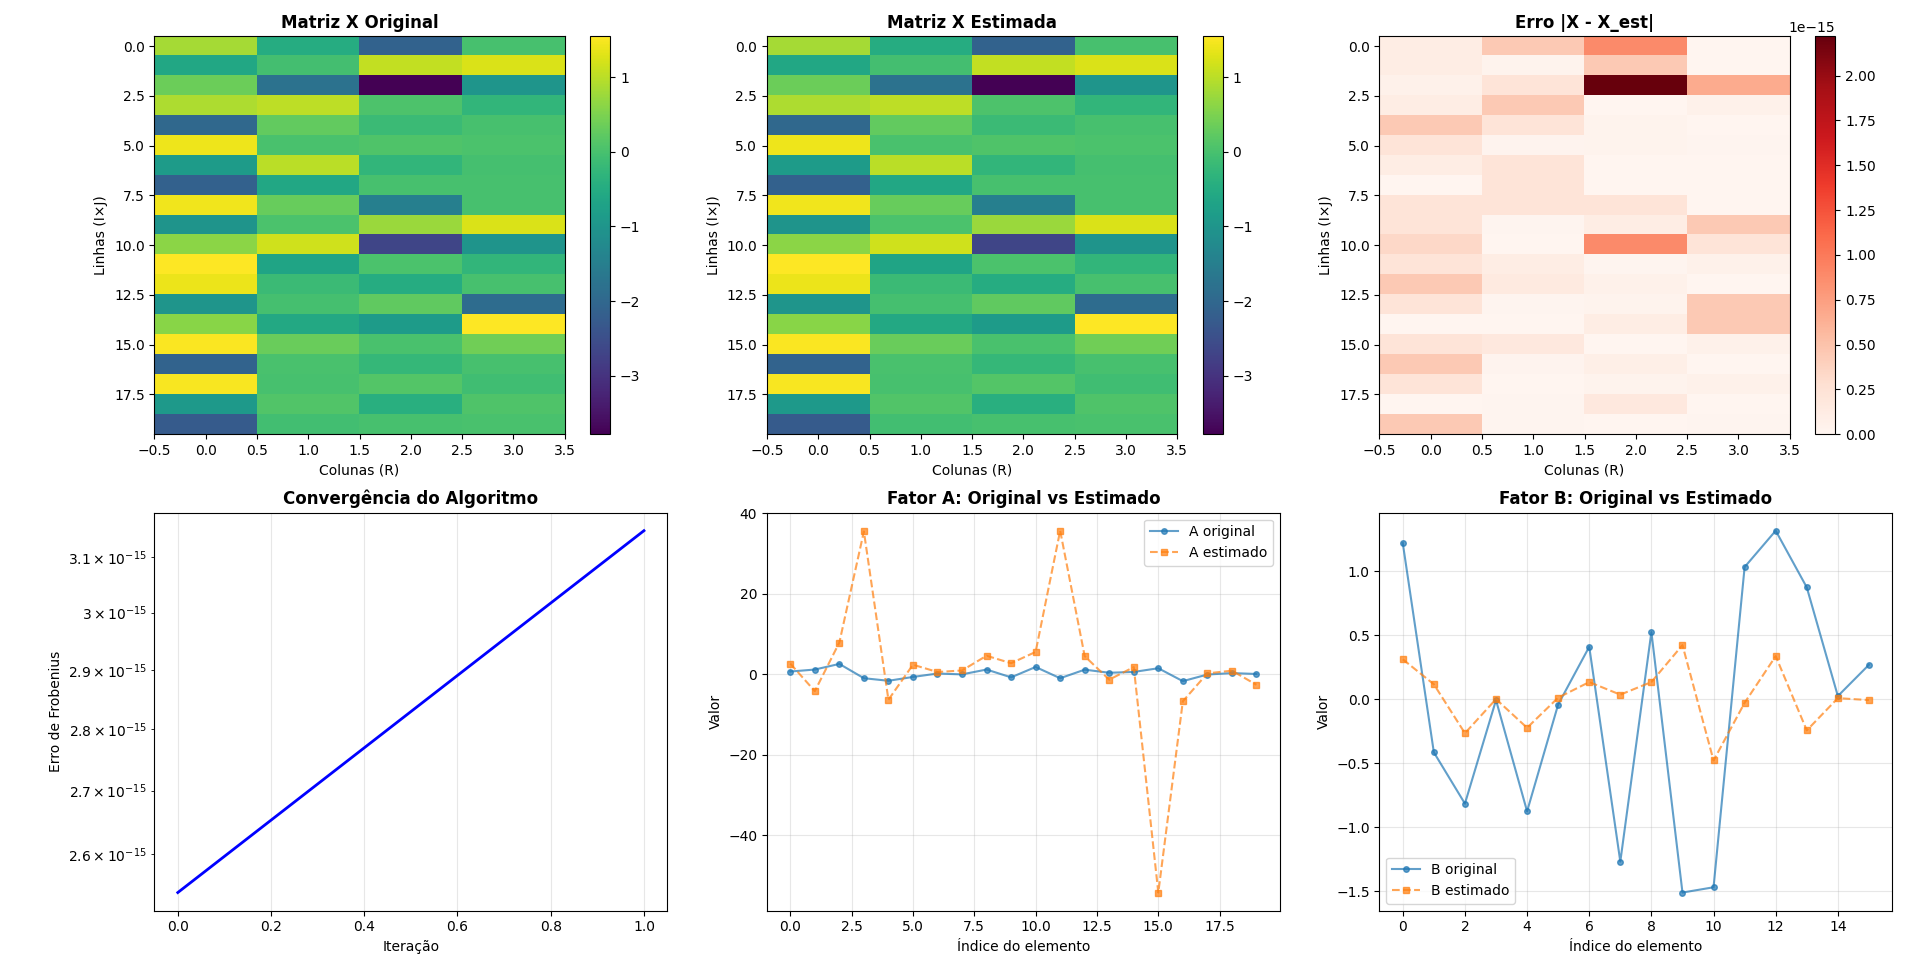 Matriz X Original
0.0
2.5
5.0
7.5
10.0
12.5
15.0
17.5
Linhas (I×J)
−0.5 0.0 0.5 1.0 1.5 2.0 2.5 3.0 3.5
Colunas (R)
1
0
−1
−2
−3
Matriz X Estimada
0.0
2.5
5.0
7.5
10.0
12.5
15.0
17.5
Linhas (I×J)
−0.5 0.0 0.5 1.0 1.5 2.0 2.5 3.0 3.5
Colunas (R)
1
0
−1
−2
−3
Erro |X - X_est|
0.0
2.5
5.0
7.5
10.0
12.5
15.0
17.5
Linhas (I×J)
−0.5 0.0 0.5 1.0 1.5 2.0 2.5 3.0 3.5
Colunas (R)
1e−15
2.00
1.75
1.50
1.25
1.00
0.75
0.50
0.25
0.00
Convergência do Algoritmo
3.1 × 10⁻¹⁵
3 × 10⁻¹⁵
2.9 × 10⁻¹⁵
2.8 × 10⁻¹⁵
2.7 × 10⁻¹⁵
2.6 × 10⁻¹⁵
Erro de Frobenius
0.0 0.2 0.4 0.6 0.8 1.0
Iteração
Fator A: Original vs Estimado
A original
A estimado
40
20
0
−20
−40
Valor
0.0 2.5 5.0 7.5 10.0 12.5 15.0 17.5
Índice do elemento
Fator B: Original vs Estimado
1.0
0.5
0.0
−0.5
−1.0
−1.5
Valor
B original
B estimado
0 2 4 6 8 10 12 14
Índice do elemento